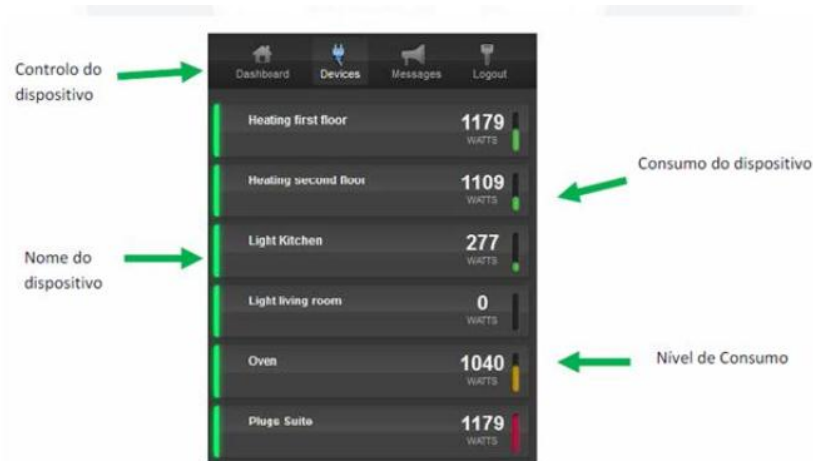 Controlo do
dispositivo
Dashboard Devices Messages Logout
Heating first floor
1179
WATTS
Heating second floor
1109
WATTS
Consumo do dispositivo
Light Kitchen
277
WATTS
Nome do
dispositivo
Light living room
0
WATTS
Oven
1040
WATTS
Nível de Consumo
Plugs Suite
1179
WATTS